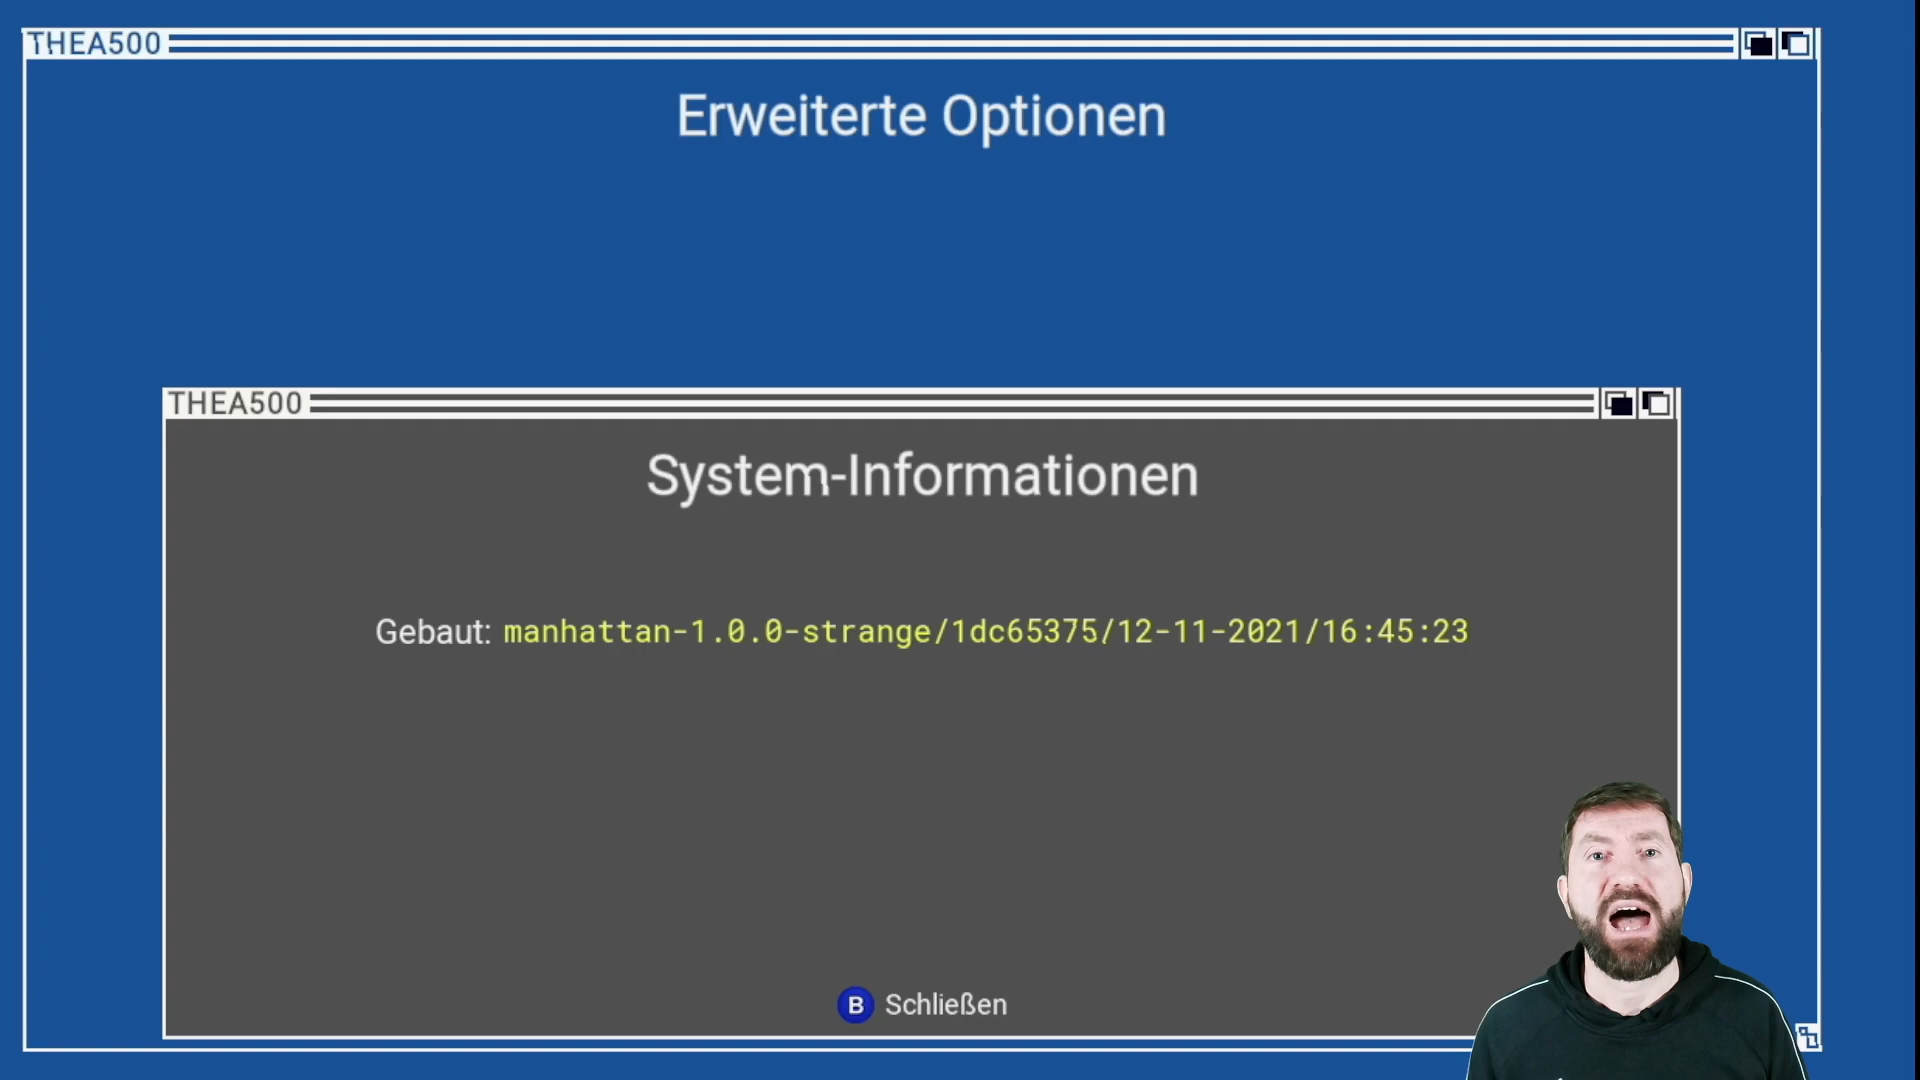 THEA500
Erweiterte Optionen
THEA500
System-Informationen
Gebaut: manhattan-1.0.0-strange/1dc65375/12-11-2021/16:45:23
B Schließen